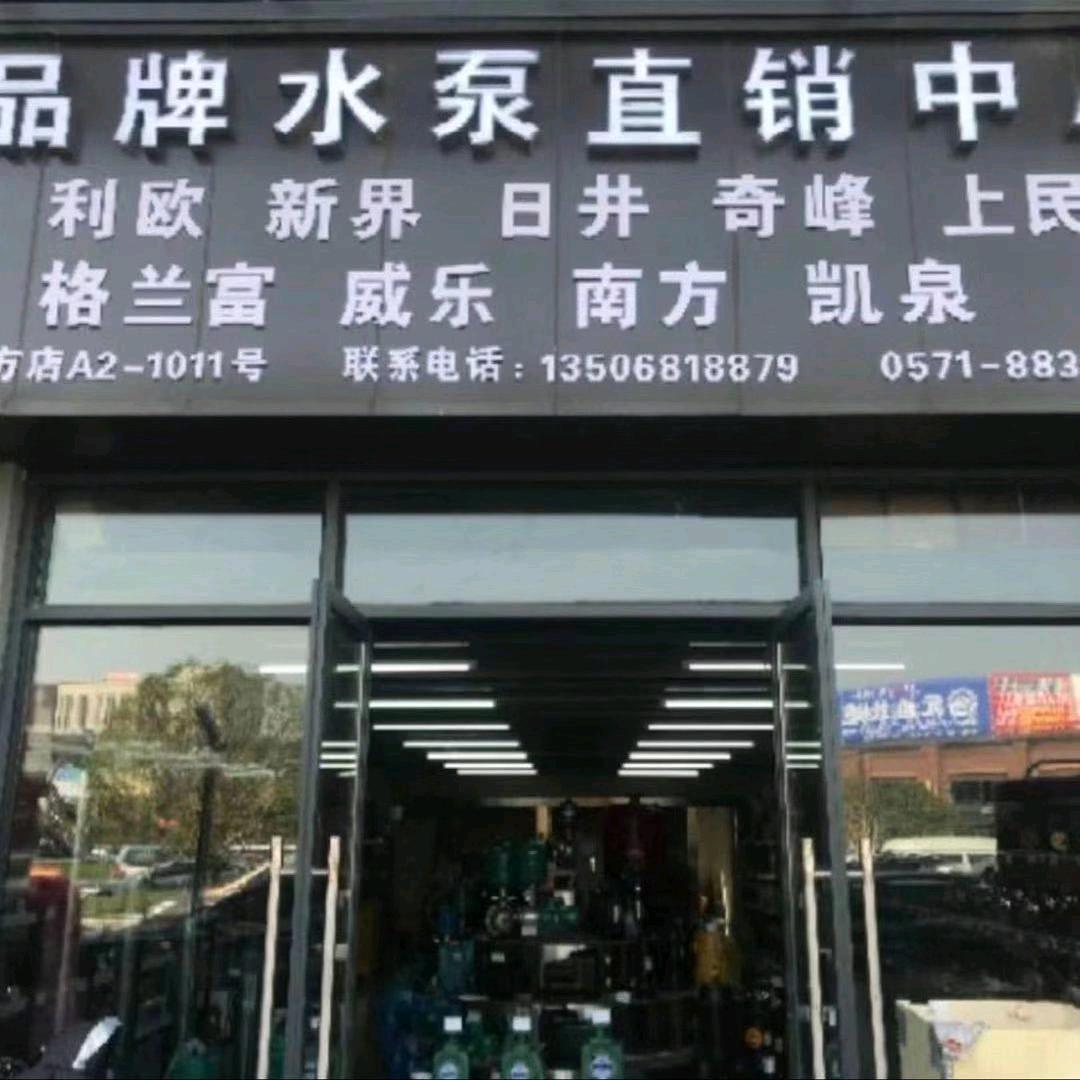 品牌水泵直销中
利欧 新界 日井 奇峰 上民
格兰富 威乐 南方 凯泉
方店A2-1011号 联系电话:13506818879 0571-883